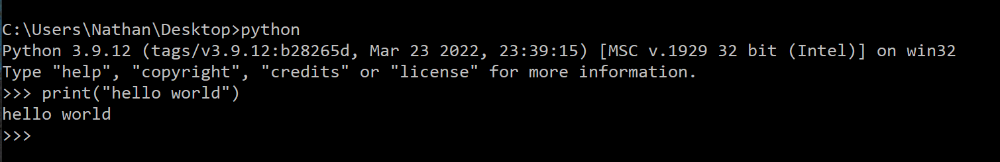 C:\Users\Nathan\Desktop>python
Python 3.9.12 (tags/v3.9.12:b28265d, Mar 23 2022, 23:39:15) [MSC v.1929 32 bit (Intel)] on win32
Type "help", "copyright", "credits" or "license" for more information.
>>> print("hello world")
hello world
>>>